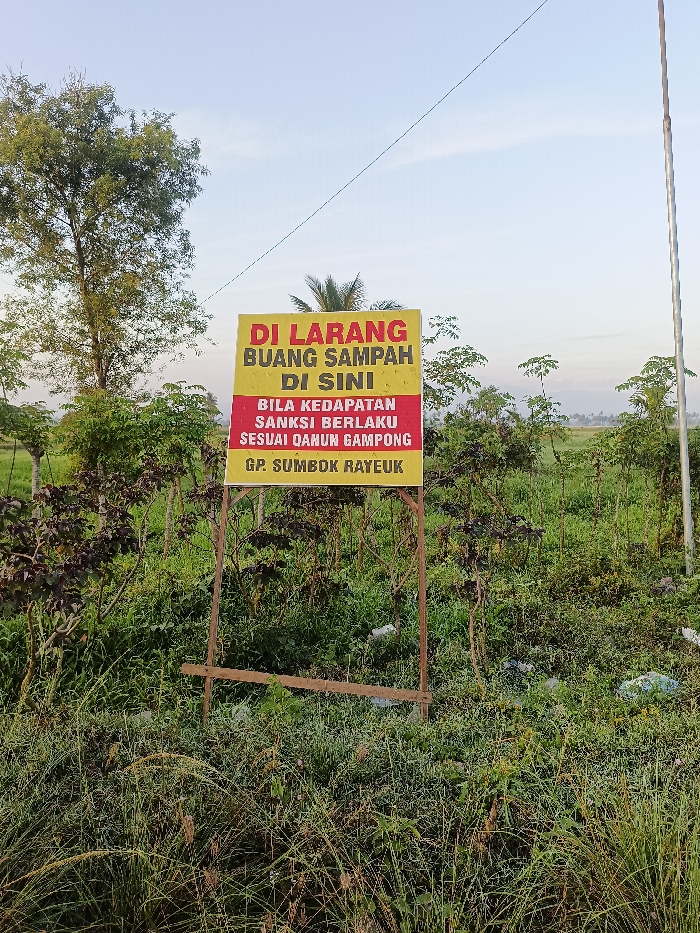 DI LARANG
BUANG SAMPAH
DI SINI
BILA KEDAPATAN
SANKSI BERLAKU
SESUAI QAHUN GAMPONG
GP. SUMBOK RAYEUK